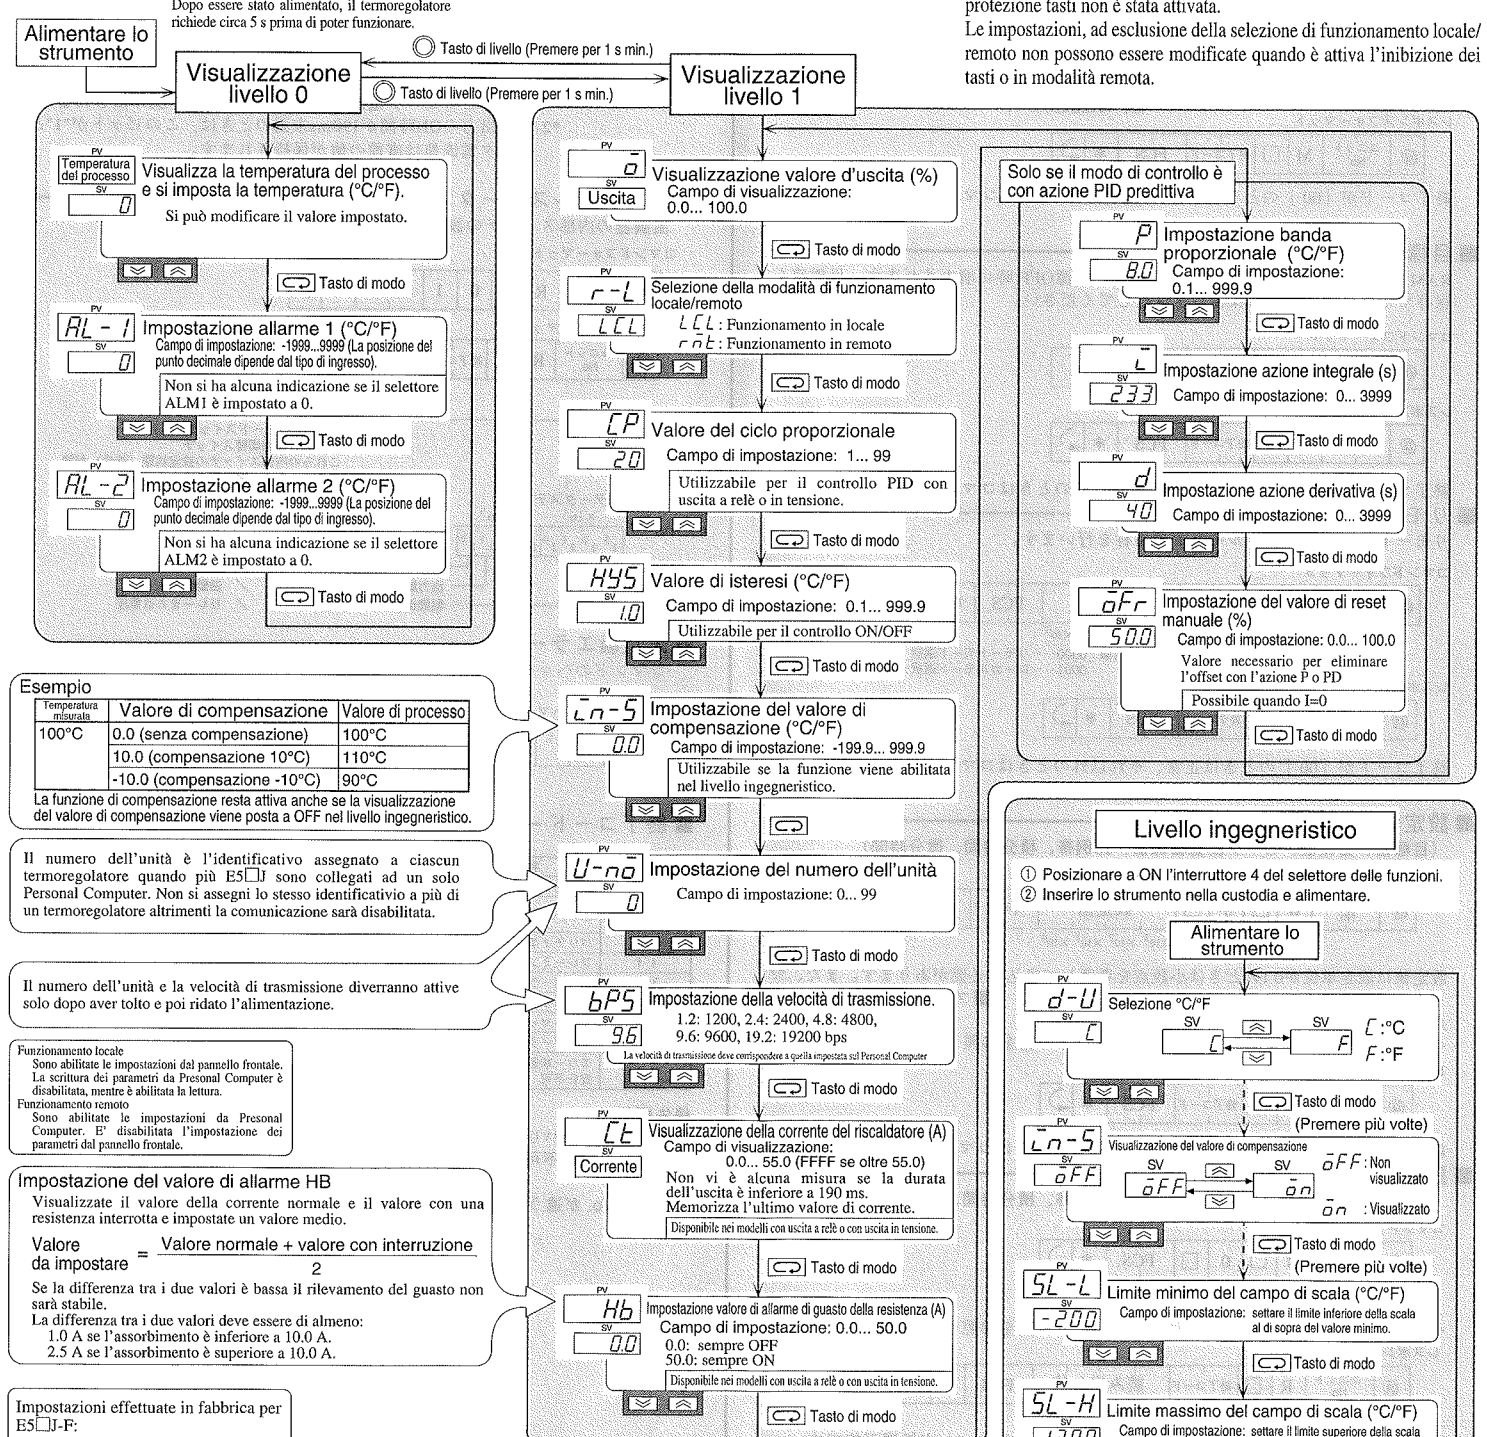 Dopo essere stato alimentato, il termoregolatore
richiede circa 5 s prima di poter funzionare.
protezione tasti non è stata attivata.
Le impostazioni, ad esclusione della selezione di funzionamento locale/
remoto non possono essere modificate quando è attiva l'inibizione dei
tasti o in modalità remota.
Alimentare lo
strumento
Visualizzazione
livello 0
Tasto di livello (Premere per 1 s min.)
Tasto di livello (Premere per 1 s min.)
Visualizzazione
livello 1
PV
Temperatura
del processo
SV
0
Visualizza la temperatura del processo
e si imposta la temperatura (°C/°F).
Si può modificare il valore impostato.
Tasto di modo
PV
AL-1
SV
0
Impostazione allarme 1 (°C/°F)
Campo di impostazione: -1999...9999 (La posizione del
punto decimale dipende dal tipo di ingresso).
Non si ha alcuna indicazione se il selettore
ALM1 è impostato a 0.
Tasto di modo
PV
AL-2
SV
0
Impostazione allarme 2 (°C/°F)
Campo di impostazione: -1999...9999 (La posizione del
punto decimale dipende dal tipo di ingresso).
Non si ha alcuna indicazione se il selettore
ALM2 è impostato a 0.
Tasto di modo
Esempio
Temperatura
misurata
Valore di compensazione
Valore di processo
100°C
0.0 (senza compensazione)
100°C
10.0 (compensazione 10°C)
110°C
-10.0 (compensazione -10°C)
90°C
La funzione di compensazione resta attiva anche se la visualizzazione
del valore di compensazione viene posta a OFF nel livello ingegneristico.
Il numero dell'unità è l'identificativo assegnato a ciascun
termoregolatore quando più E5□J sono collegati ad un solo
Personal Computer. Non si assegni lo stesso identificativo a più di
un termoregolatore altrimenti la comunicazione sarà disabilitata.
Il numero dell'unità e la velocità di trasmissione diverranno attive
solo dopo aver tolto e poi ridato l'alimentazione.
Funzionamento locale
Sono abilitate le impostazioni dal pannello frontale.
La scrittura dei parametri da Presonal Computer è
disabilitata, mentre è abilitata la lettura.
Funzionamento remoto
Sono abilitate le impostazioni da Presonal
Computer. E' disabilitata l'impostazione dei
parametri dal pannello frontale.
Impostazione del valore di allarme HB
Visualizzate il valore della corrente normale e il valore con una
resistenza interrotta e impostate un valore medio.
Valore
da impostare
=
Valore normale + valore con interruzione
2
Se la differenza tra i due valori è bassa il rilevamento del guasto non
sarà stabile.
La differenza tra i due valori deve essere di almeno:
1.0 A se l'assorbimento è inferiore a 10.0 A.
2.5 A se l'assorbimento è superiore a 10.0 A.
Impostazioni effettuate in fabbrica per
E5□J-F:
PV
o
SV
Uscita
Visualizzazione valore d'uscita (%)
Campo di visualizzazione:
0.0... 100.0
Tasto di modo
PV
r-L
SV
LCL
Selezione della modalità di funzionamento
locale/remoto
LCL : Funzionamento in locale
rmt : Funzionamento in remoto
Tasto di modo
PV
CP
SV
20
Valore del ciclo proporzionale
Campo di impostazione: 1... 99
Utilizzabile per il controllo PID con
uscita a relè o in tensione.
Tasto di modo
PV
HYS
SV
1.0
Valore di isteresi (°C/°F)
Campo di impostazione: 0.1... 999.9
Utilizzabile per il controllo ON/OFF
Tasto di modo
PV
in-S
SV
0.0
Impostazione del valore di
compensazione (°C/°F)
Campo di impostazione: -199.9... 999.9
Utilizzabile se la funzione viene abilitata
nel livello ingegneristico.
PV
U-no
SV
0
Impostazione del numero dell'unità
Campo di impostazione: 0... 99
Tasto di modo
PV
bPS
SV
9.6
Impostazione della velocità di trasmissione.
1.2: 1200, 2.4: 2400, 4.8: 4800,
9.6: 9600, 19.2: 19200 bps
La velocità di trasmissione deve corrispondere a quella impostata sul Personal Computer
Tasto di modo
PV
Ct
SV
Corrente
Visualizzazione della corrente del riscaldatore (A)
Campo di visualizzazione:
0.0... 55.0 (FFFF se oltre 55.0)
Non vi è alcuna misura se la durata
dell'uscita è inferiore a 190 ms.
Memorizza l'ultimo valore di corrente.
Disponibile nei modelli con uscita a relè o con uscita in tensione.
Tasto di modo
PV
Hb
SV
0.0
Impostazione valore di allarme di guasto della resistenza (A)
Campo di impostazione: 0.0... 50.0
0.0: sempre OFF
50.0: sempre ON
Disponibile nei modelli con uscita a relè o con uscita in tensione.
Tasto di modo
Solo se il modo di controllo è
con azione PID predittiva
PV
P
SV
8.0
Impostazione banda
proporzionale (°C/°F)
Campo di impostazione:
0.1... 999.9
Tasto di modo
PV
i
SV
233
Impostazione azione integrale (s)
Campo di impostazione: 0... 3999
Tasto di modo
PV
d
SV
40
Impostazione azione derivativa (s)
Campo di impostazione: 0... 3999
Tasto di modo
PV
oFr
SV
50.0
Impostazione del valore di reset
manuale (%)
Campo di impostazione: 0.0... 100.0
Valore necessario per eliminare
l'offset con l'azione P o PD
Possibile quando I=0
Tasto di modo
Livello ingegneristico
① Posizionare a ON l'interruttore 4 del selettore delle funzioni.
② Inserire lo strumento nella custodia e alimentare.
Alimentare lo
strumento
PV
d-U
SV
C
Selezione °C/°F
SV
C
SV
F
C :°C
F :°F
Tasto di modo
(Premere più volte)
PV
in-S
SV
oFF
Visualizzazione del valore di compensazione
SV
oFF
SV
on
oFF : Non
visualizzato
on : Visualizzato
Tasto di modo
(Premere più volte)
PV
SL-L
SV
-200
Limite minimo del campo di scala (°C/°F)
Campo di impostazione: settare il limite inferiore della scala
al di sopra del valore minimo.
Tasto di modo
PV
SL-H
SV
Limite massimo del campo di scala (°C/°F)
Campo di impostazione: settare il limite superiore della scala